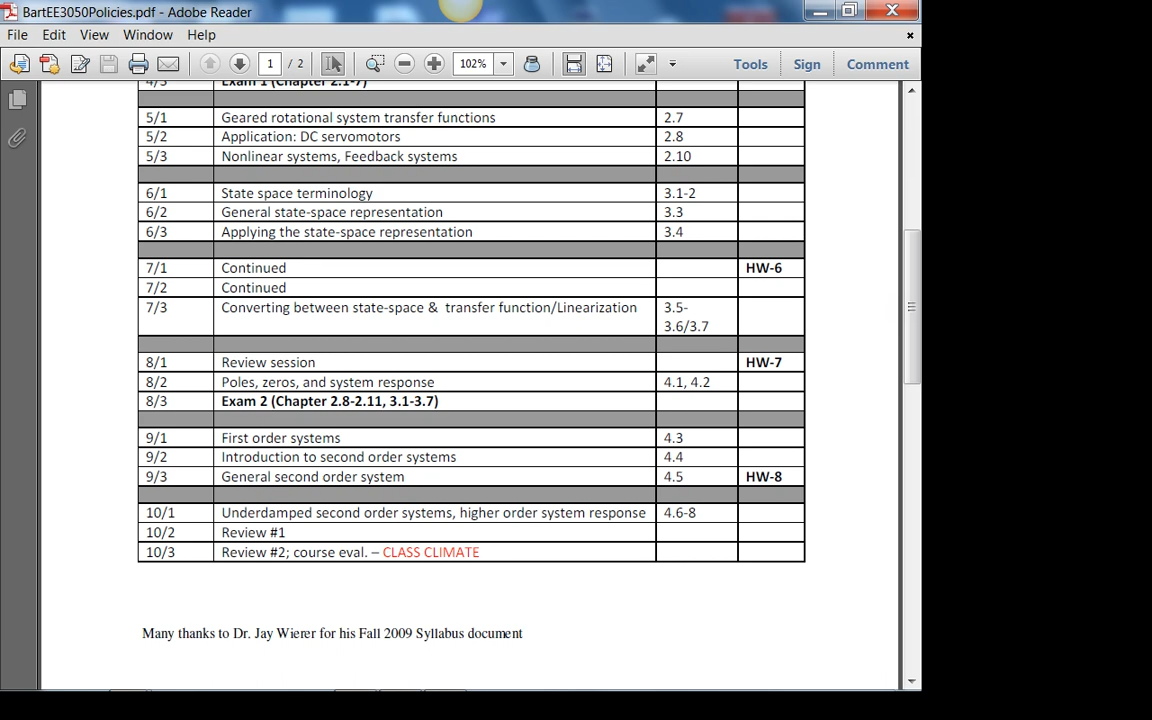 BartEE3050Policies.pdf - Adobe Reader
File Edit View Window Help
1 / 2 102% Tools Sign Comment
4/3 Exam 1 (Chapter 2.1-7)
5/1 Geared rotational system transfer functions 2.7
5/2 Application: DC servomotors 2.8
5/3 Nonlinear systems, Feedback systems 2.10
6/1 State space terminology 3.1-2
6/2 General state-space representation 3.3
6/3 Applying the state-space representation 3.4
7/1 Continued HW-6
7/2 Continued
7/3 Converting between state-space & transfer function/Linearization 3.5-
3.6/3.7
8/1 Review session HW-7
8/2 Poles, zeros, and system response 4.1, 4.2
8/3 Exam 2 (Chapter 2.8-2.11, 3.1-3.7)
9/1 First order systems 4.3
9/2 Introduction to second order systems 4.4
9/3 General second order system 4.5 HW-8
10/1 Underdamped second order systems, higher order system response 4.6-8
10/2 Review #1
10/3 Review #2; course eval. – CLASS CLIMATE
Many thanks to Dr. Jay Wierer for his Fall 2009 Syllabus document